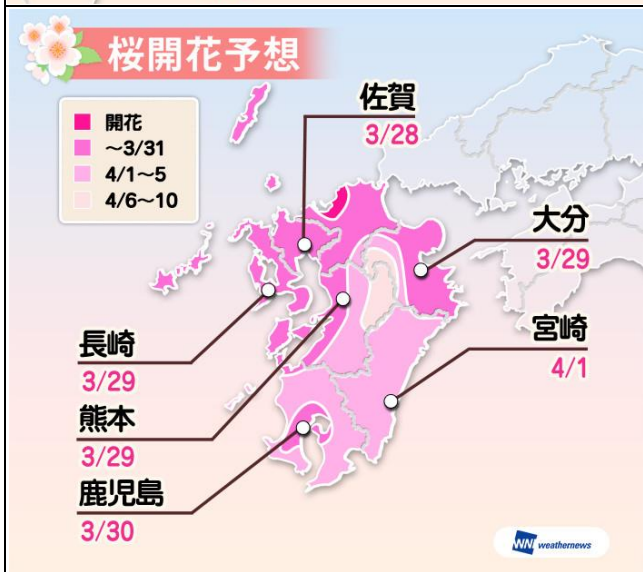 桜開花予想
開花
～3/31
4/1～5
4/6～10
佐賀
3/28
大分
3/29
宮崎
4/1
長崎
3/29
熊本
3/29
鹿児島
3/30
WN weathernews